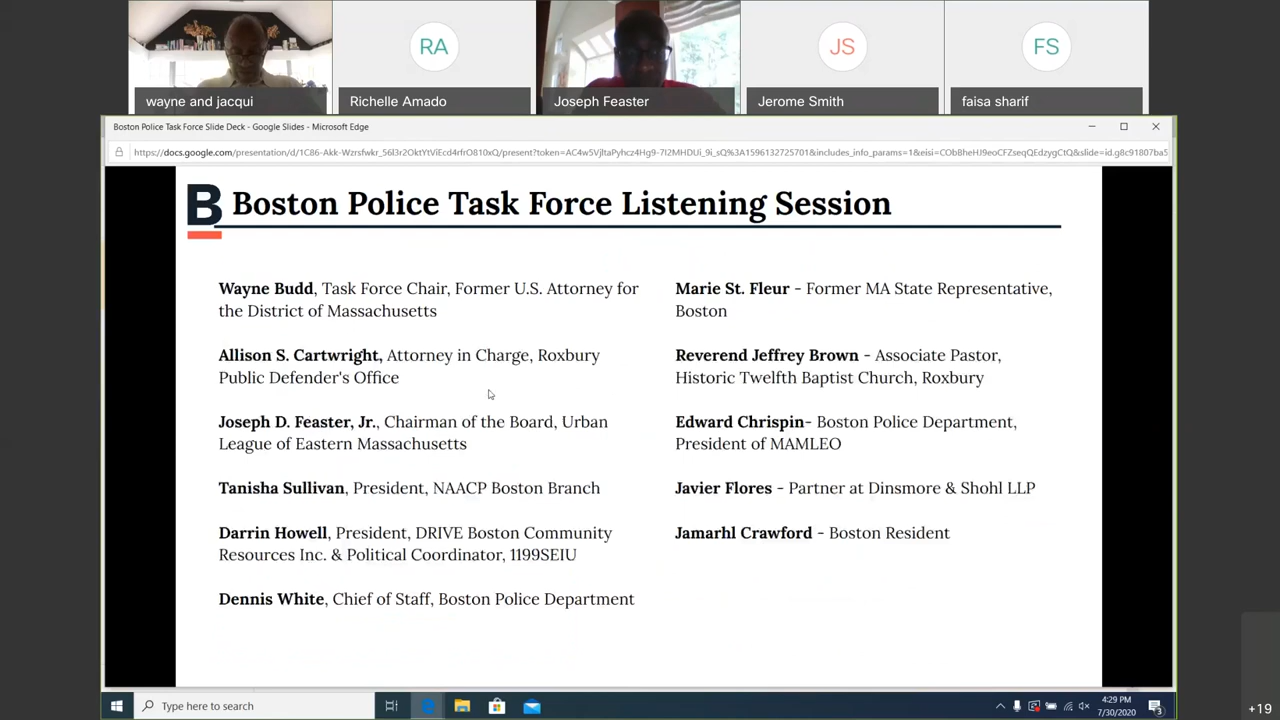 RA
JS
FS
wayne and jacqui
Richelle Amado
Joseph Feaster
Jerome Smith
faisa sharif
Boston Police Task Force Slide Deck - Google Slides - Microsoft Edge
B Boston Police Task Force Listening Session
Wayne Budd, Task Force Chair, Former U.S. Attorney for
the District of Massachusetts
Allison S. Cartwright, Attorney in Charge, Roxbury
Public Defender's Office
Joseph D. Feaster, Jr., Chairman of the Board, Urban
League of Eastern Massachusetts
Tanisha Sullivan, President, NAACP Boston Branch
Darrin Howell, President, DRIVE Boston Community
Resources Inc. & Political Coordinator, 1199SEIU
Dennis White, Chief of Staff, Boston Police Department
Marie St. Fleur - Former MA State Representative,
Boston
Reverend Jeffrey Brown - Associate Pastor,
Historic Twelfth Baptist Church, Roxbury
Edward Chrispin- Boston Police Department,
President of MAMLEO
Javier Flores - Partner at Dinsmore & Shohl LLP
Jamarhl Crawford - Boston Resident
Type here to search
4:29 PM
7/30/2020
3
+19